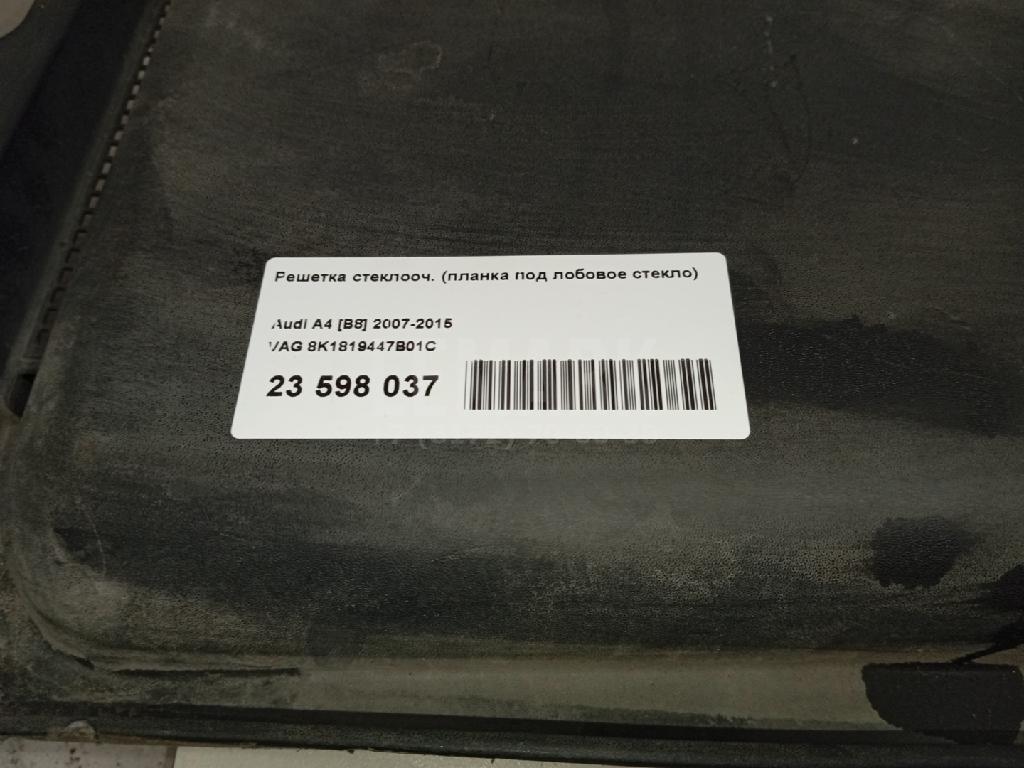 Решетка стеклооч. (планка под лобовое стекло)
Audi A4 [B8] 2007-2015
VAG 8K1819447B01C
23 598 037